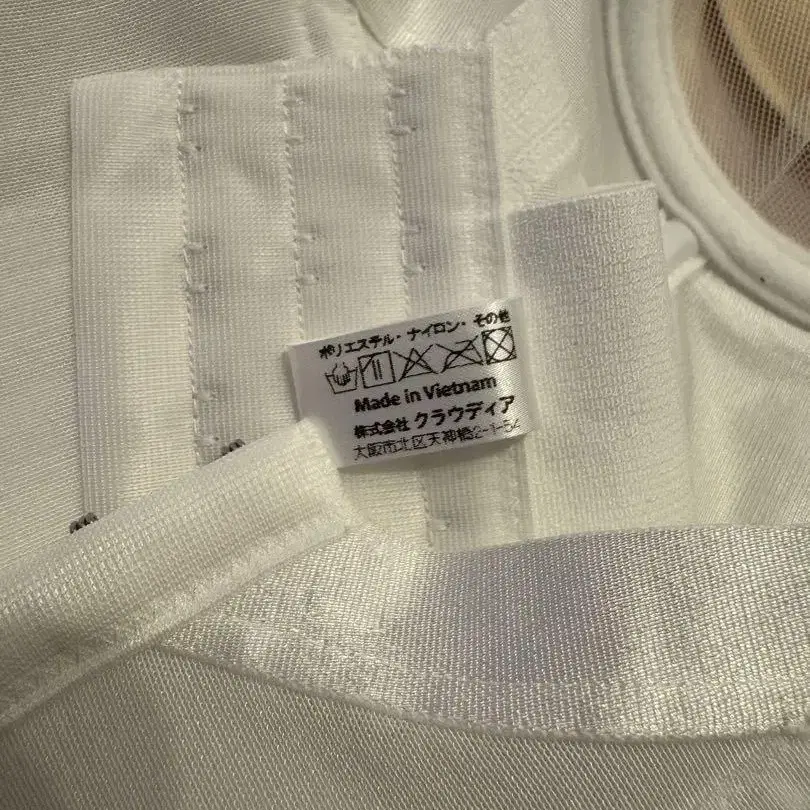 ポリエステル・ナイロン・その他
Made in Vietnam
株式会社 クラウディア
大阪市北区天神橋2-1-54